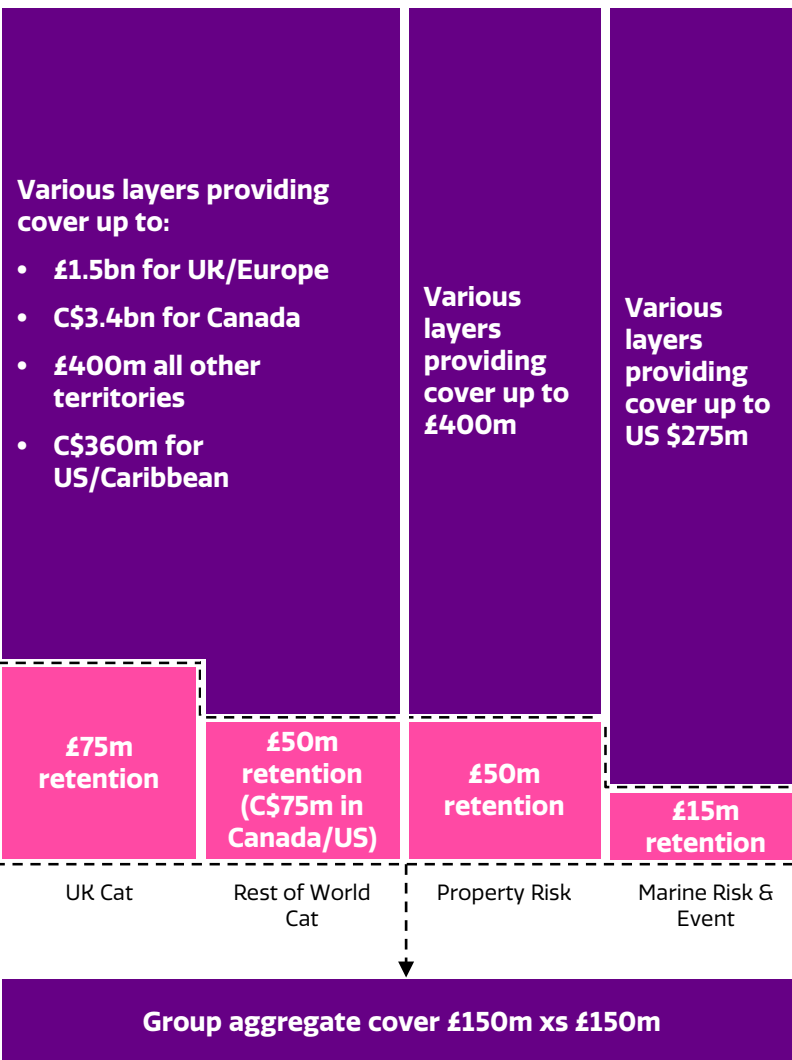 Various layers providing
cover up to:
• £1.5bn for UK/Europe
• C$3.4bn for Canada
• £400m all other
territories
• C$360m for
US/Caribbean
Various
layers
providing
cover up to
£400m
Various
layers
providing
cover up to
US $275m
£75m
retention
£50m
retention
(C$75m in
Canada/US)
£50m
retention
£15m
retention
UK Cat
Rest of World
Cat
Property Risk
Marine Risk &
Event
Group aggregate cover £150m xs £150m